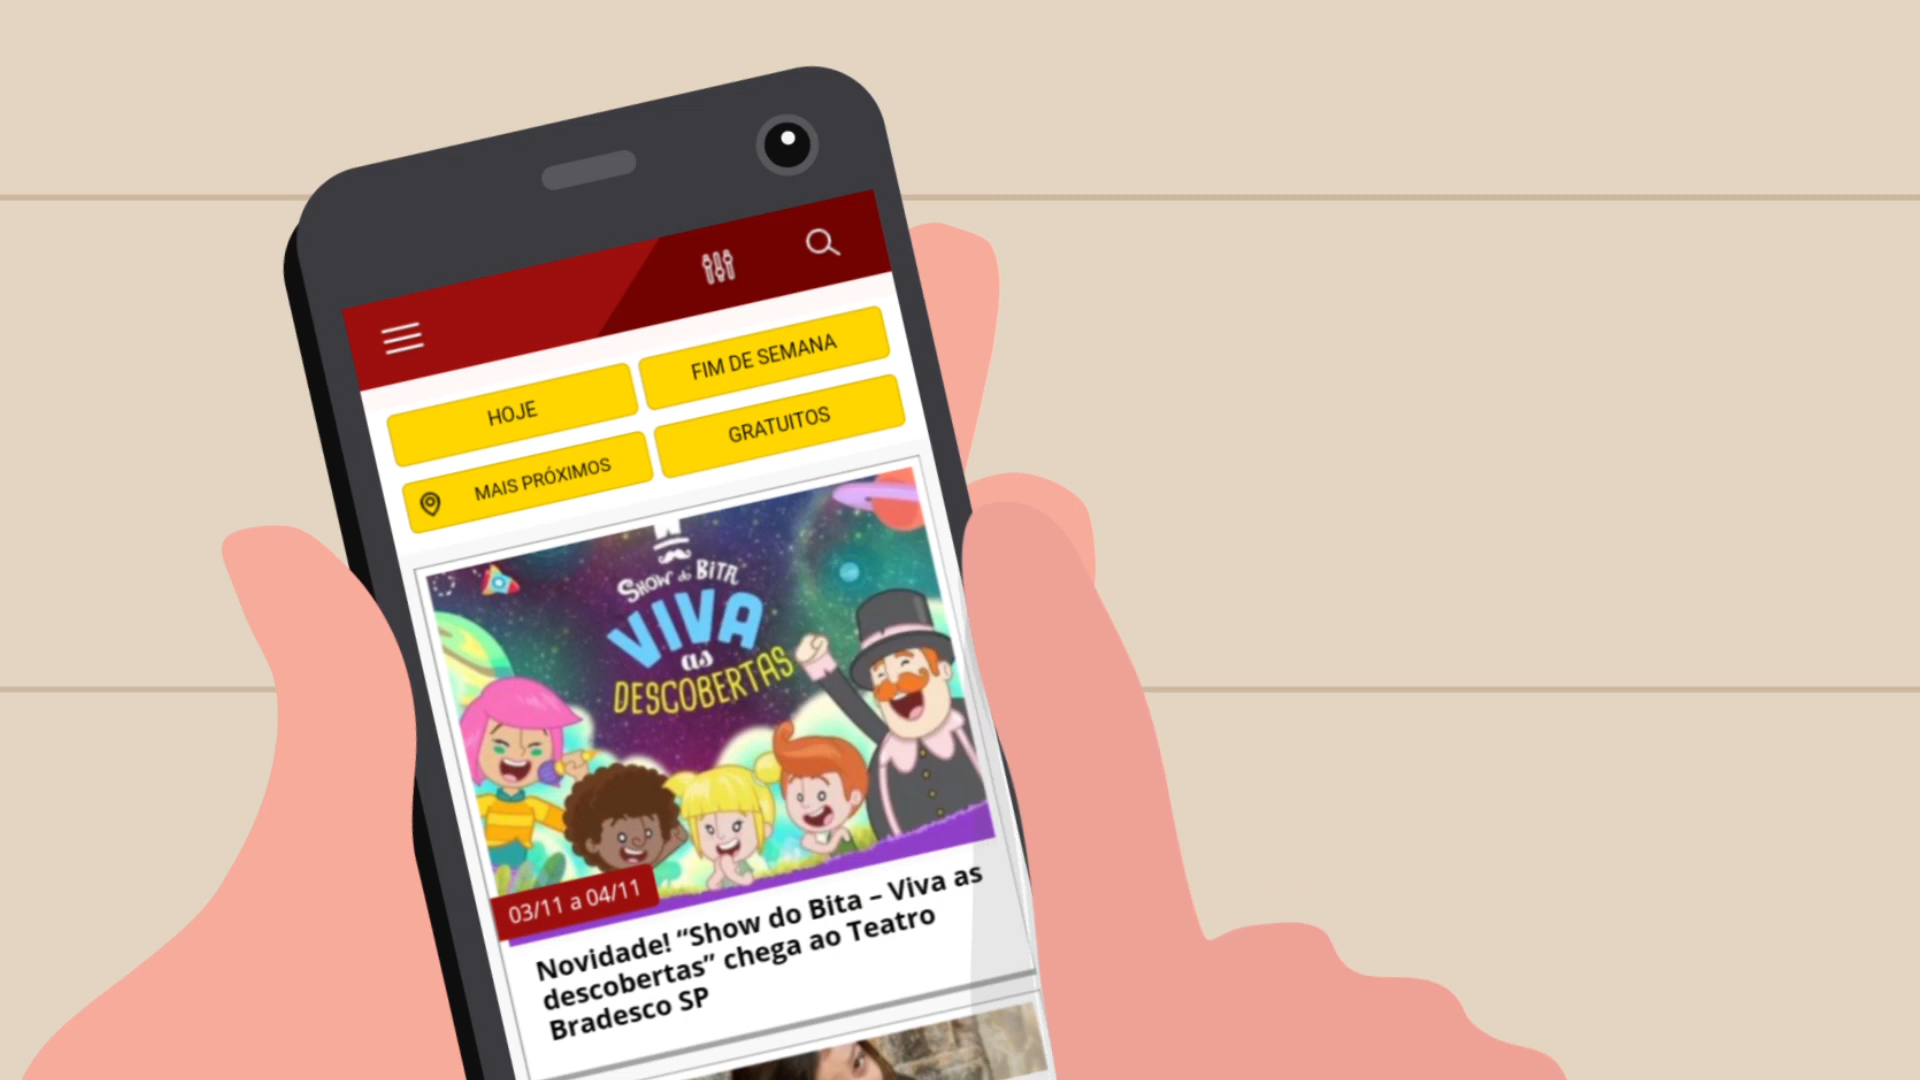 HOJE
FIM DE SEMANA
MAIS PRÓXIMOS
GRATUITOS
SHOW do BITA
VIVA
as
DESCOBERTAS
03/11 a 04/11
Novidade! “Show do Bita – Viva as
descobertas” chega ao Teatro
Bradesco SP